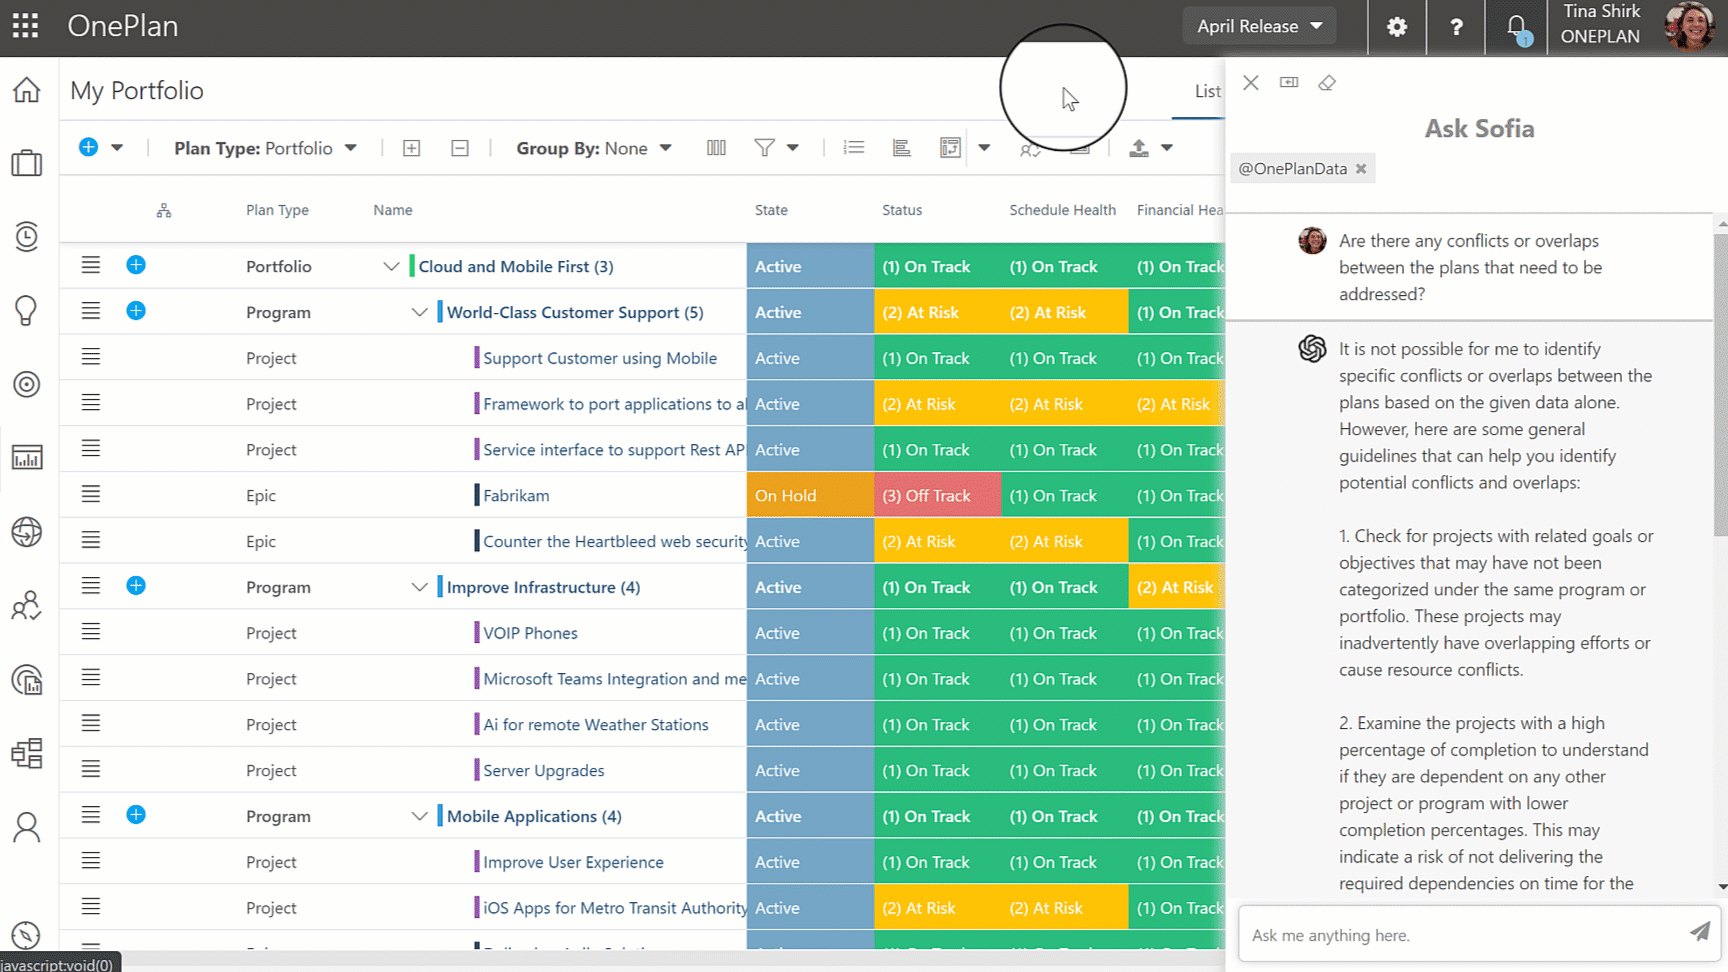 OnePlan
April Release
?
1
Tina Shirk
ONEPLAN
My Portfolio
List
Plan Type: Portfolio
Group By: None
Plan Type Name State Status Schedule Health Financial Hea
Portfolio Cloud and Mobile First (3) Active (1) On Track (1) On Track (1) On Track
Program World-Class Customer Support (5) Active (2) At Risk (2) At Risk (1) On Track
Project Support Customer using Mobile Active (1) On Track (1) On Track (1) On Track
Project Framework to port applications to al Active (2) At Risk (2) At Risk (2) At Risk
Project Service interface to support Rest API Active (1) On Track (1) On Track (1) On Track
Epic Fabrikam On Hold (3) Off Track (1) On Track (1) On Track
Epic Counter the Heartbleed web security Active (2) At Risk (2) At Risk (1) On Track
Program Improve Infrastructure (4) Active (1) On Track (1) On Track (2) At Risk
Project VOIP Phones Active (1) On Track (1) On Track (1) On Track
Project Microsoft Teams Integration and me Active (1) On Track (1) On Track (1) On Track
Project Ai for remote Weather Stations Active (1) On Track (1) On Track (1) On Track
Project Server Upgrades Active (1) On Track (1) On Track (1) On Track
Program Mobile Applications (4) Active (1) On Track (1) On Track (1) On Track
Project Improve User Experience Active (1) On Track (1) On Track (1) On Track
Project iOS Apps for Metro Transit Authority Active (2) At Risk (2) At Risk (1) On Track
javascript:void(0)
Ask Sofia
@OnePlanData
Are there any conflicts or overlaps
between the plans that need to be
addressed?
It is not possible for me to identify
specific conflicts or overlaps between the
plans based on the given data alone.
However, here are some general
guidelines that can help you identify
potential conflicts and overlaps:
1. Check for projects with related goals or
objectives that may have not been
categorized under the same program or
portfolio. These projects may
inadvertently have overlapping efforts or
cause resource conflicts.
2. Examine the projects with a high
percentage of completion to understand
if they are dependent on any other
project or program with lower
completion percentages. This may
indicate a risk of not delivering the
required dependencies on time for the
Ask me anything here.